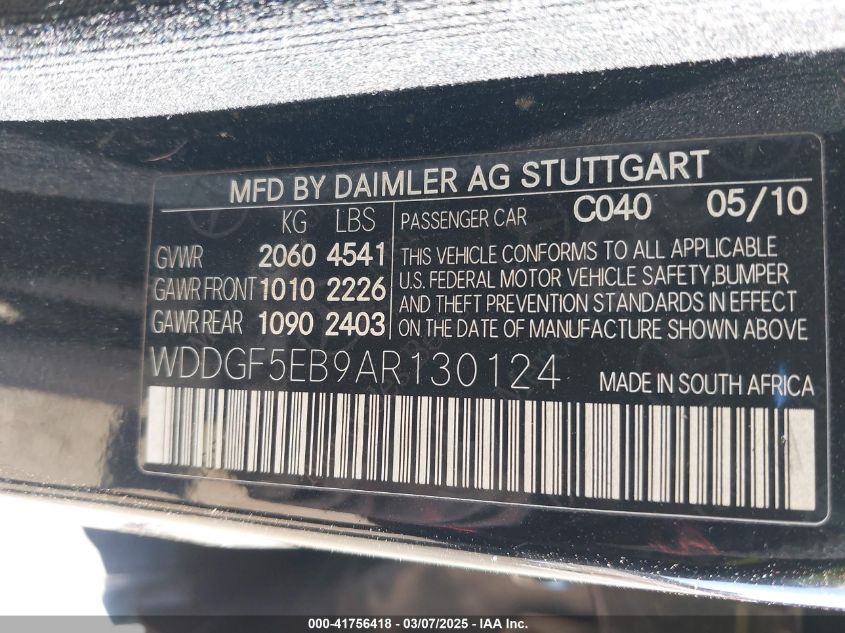 MFD BY DAIMLER AG STUTTGART
KG LBS
GVWR 2060 4541
GAWR FRONT 1010 2226
GAWR REAR 1090 2403
PASSENGER CAR C040 05/10
THIS VEHICLE CONFORMS TO ALL APPLICABLE
U.S. FEDERAL MOTOR VEHICLE SAFETY,BUMPER
AND THEFT PREVENTION STANDARDS IN EFFECT
ON THE DATE OF MANUFACTURE SHOWN ABOVE
WDDGF5EB9AR130124
MADE IN SOUTH AFRICA
000-41756418 - 03/07/2025 - IAA Inc.